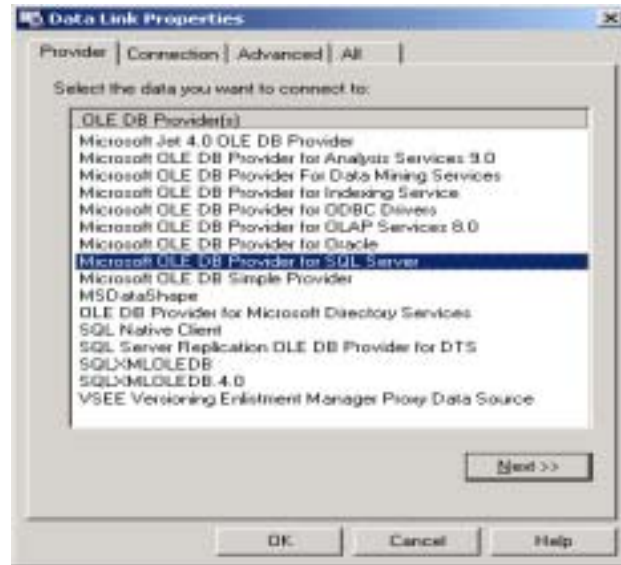 Data Link Properties
Provider Connection Advanced All
Select the data you want to connect to:
OLE DB Provider(s)
Microsoft Jet 4.0 OLE DB Provider
Microsoft OLE DB Provider for Analysis Services 9.0
Microsoft OLE DB Provider For Data Mining Services
Microsoft OLE DB Provider for Indexing Service
Microsoft OLE DB Provider for ODBC Drivers
Microsoft OLE DB Provider for OLAP Services 8.0
Microsoft OLE DB Provider for Oracle
Microsoft OLE DB Provider for SQL Server
Microsoft OLE DB Simple Provider
MSDataShape
OLE DB Provider for Microsoft Directory Services
SQL Native Client
SQL Server Replication OLE DB Provider for DTS
SQLXMLOLEDB
SQLXMLOLEDB.4.0
VSEE Versioning Enlistment Manager Proxy Data Source
Next >>
OK Cancel Help